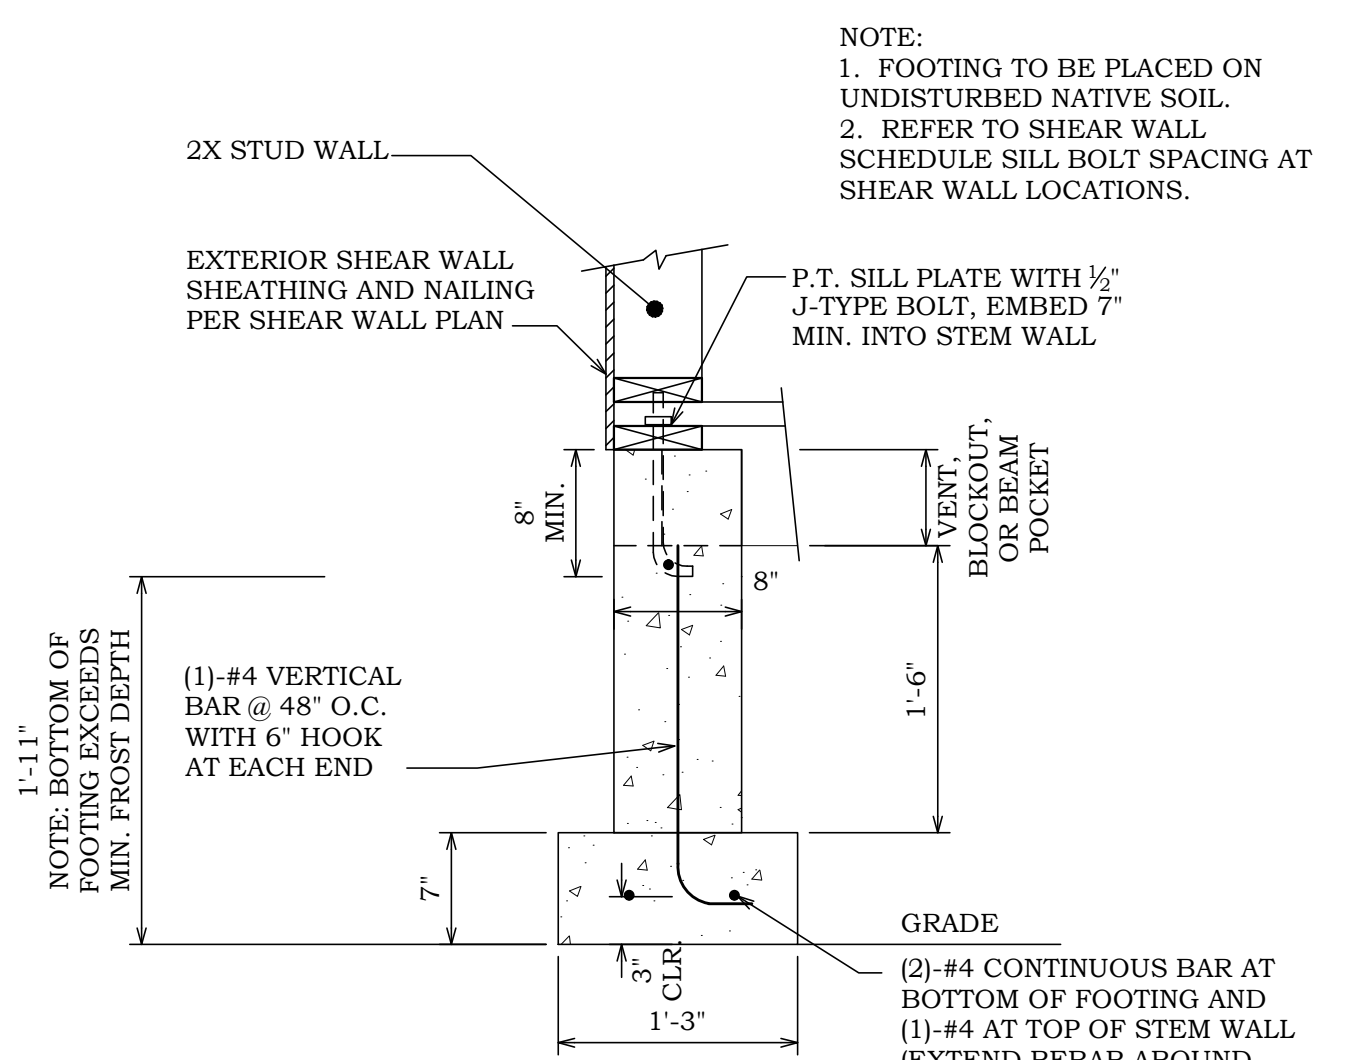 NOTE:
1. FOOTING TO BE PLACED ON
UNDISTURBED NATIVE SOIL.
2. REFER TO SHEAR WALL
SCHEDULE SILL BOLT SPACING AT
SHEAR WALL LOCATIONS.
2X STUD WALL
EXTERIOR SHEAR WALL
SHEATHING AND NAILING
PER SHEAR WALL PLAN
P.T. SILL PLATE WITH ½"
J-TYPE BOLT, EMBED 7"
MIN. INTO STEM WALL
8"
MIN.
VENT,
BLOCKOUT,
OR BEAM
POCKET
8"
1'-6"
1'-11"
NOTE: BOTTOM OF
FOOTING EXCEEDS
MIN. FROST DEPTH
(1)-#4 VERTICAL
BAR @ 48" O.C.
WITH 6" HOOK
AT EACH END
7"
3"
CLR.
1'-3"
GRADE
(2)-#4 CONTINUOUS BAR AT
BOTTOM OF FOOTING AND
(1)-#4 AT TOP OF STEM WALL
(EXTEND REBAR AROUND